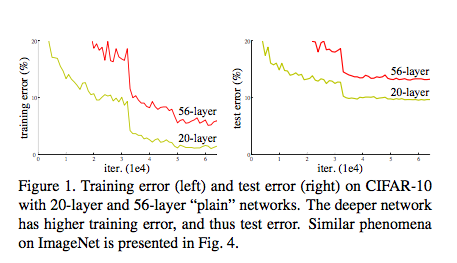 20
10
0
training error (%)
0 1 2 3 4 5 6
iter. (1e4)
56-layer
20-layer
20
10
0
test error (%)
0 1 2 3 4 5 6
iter. (1e4)
56-layer
20-layer
Figure 1. Training error (left) and test error (right) on CIFAR-10
with 20-layer and 56-layer “plain” networks. The deeper network
has higher training error, and thus test error. Similar phenomena
on ImageNet is presented in Fig. 4.